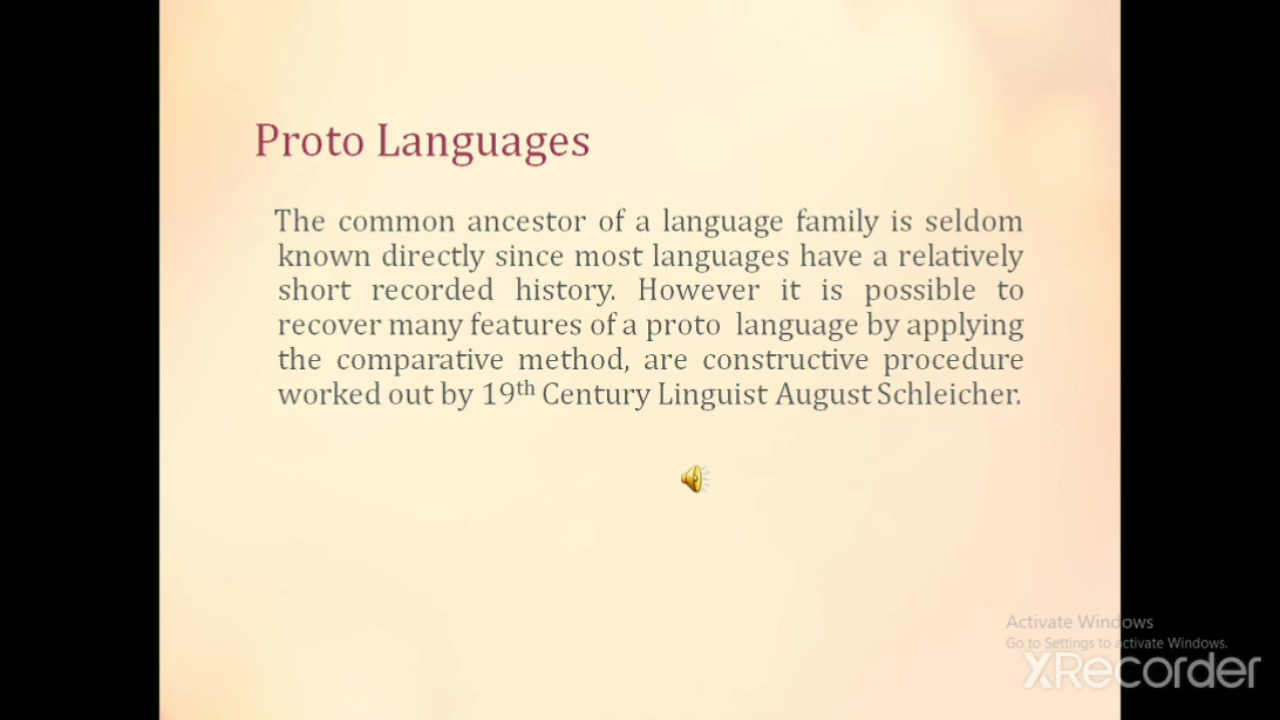 Proto Languages
The common ancestor of a language family is seldom
known directly since most languages have a relatively
short recorded history. However it is possible to
recover many features of a proto language by applying
the comparative method, are constructive procedure
worked out by 19th Century Linguist August Schleicher.
Activate Windows
Go to Settings to activate Windows.
XRecorder